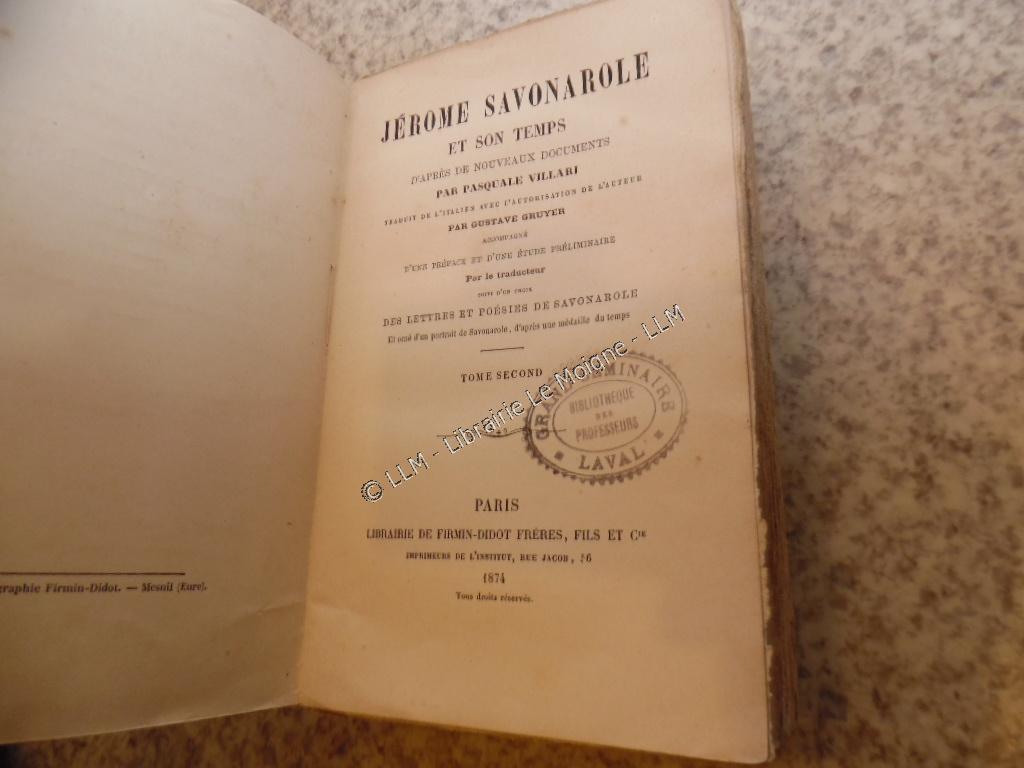 JÉROME SAVONAROLE
ET SON TEMPS
D'APRÈS DE NOUVEAUX DOCUMENTS
PAR PASQUALE VILLARI
TRADUIT DE L'ITALIEN AVEC L'AUTORISATION DE L'AUTEUR
PAR GUSTAVE GRUYER
ACCOMPAGNÉ
D'UNE PRÉFACE ET D'UNE ÉTUDE PRÉLIMINAIRE
Par le traducteur
SUIVI D'UN CHOIX
DES LETTRES ET POÉSIES DE SAVONAROLE
Et orné d'un portrait de Savonarole, d'après une médaille du temps
TOME SECOND
GRAND SÉMINAIRE
BIBLIOTHÈQUE
DES
PROFESSEURS
LAVAL
© LLM - Librairie Le Moigne - LLM
PARIS
LIBRAIRIE DE FIRMIN-DIDOT FRÈRES, FILS ET Cie
IMPRIMEURS DE L'INSTITUT, RUE JACOB, 56
1874
Tous droits réservés.
graphie Firmin-Didot. — Mesnil (Eure).